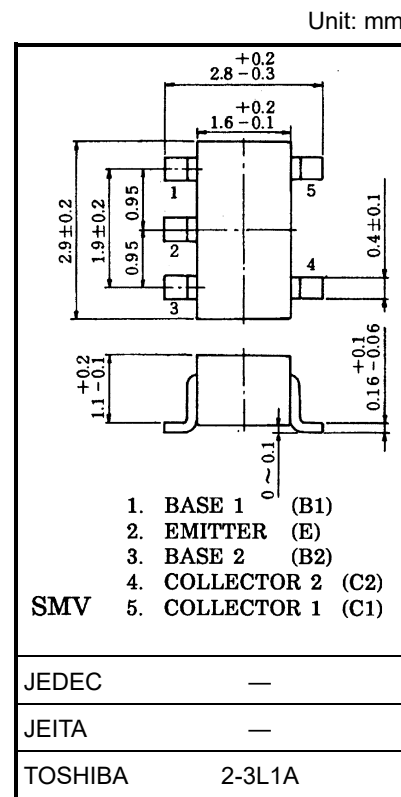 Unit: mm
+0.2
2.8 -0.3
+0.2
1.6 -0.1
2.9±0.2
1.9±0.2
0.95
0.95
1
2
3
5
4
0.4±0.1
+0.2
1.1 -0.1
+0.1
0.16 -0.06
0 ~ 0.1
1. BASE 1 (B1)
2. EMITTER (E)
3. BASE 2 (B2)
4. COLLECTOR 2 (C2)
SMV 5. COLLECTOR 1 (C1)
JEDEC —
JEITA —
TOSHIBA 2-3L1A